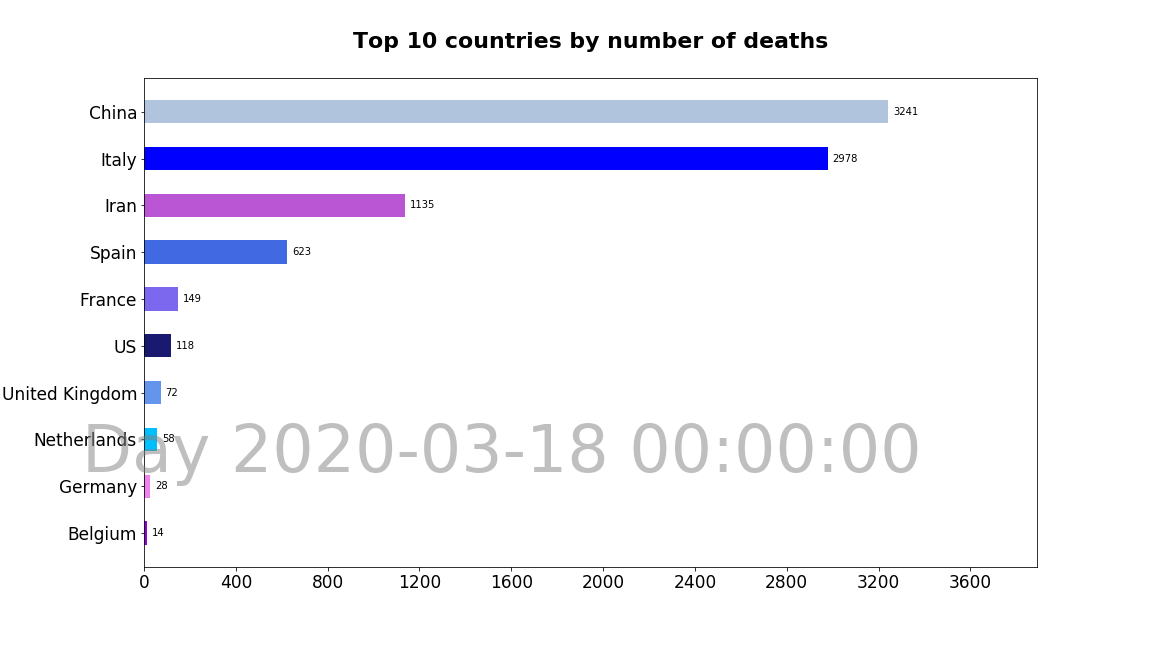 Top 10 countries by number of deaths
China 3241
Italy 2978
Iran 1135
Spain 623
France 149
US 118
United Kingdom 72
Netherlands 58
Day 2020-03-18 00:00:00
Germany 28
Belgium 14
0 400 800 1200 1600 2000 2400 2800 3200 3600